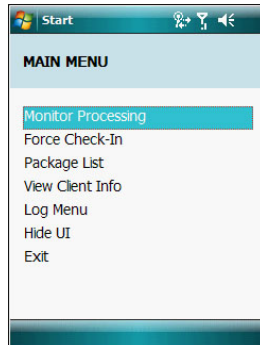 Start
MAIN MENU
Monitor Processing
Force Check-In
Package List
View Client Info
Log Menu
Hide UI
Exit